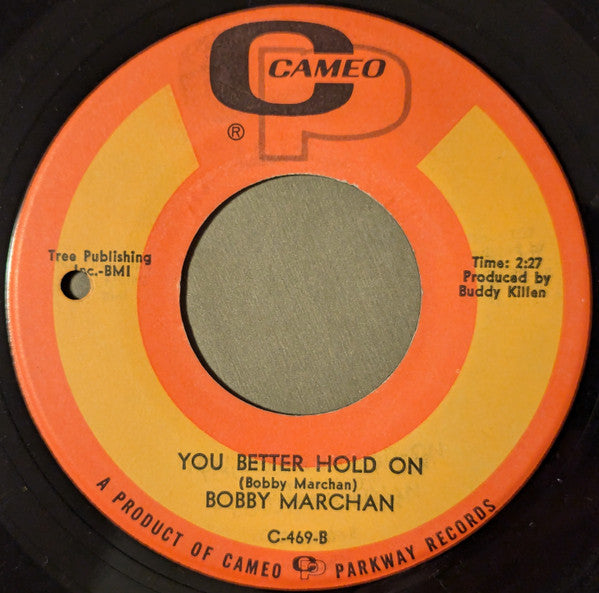 C P
CAMEO
®
Tree Publishing
Inc.-BMI
Time: 2:27
Produced by
Buddy Killen
YOU BETTER HOLD ON
(Bobby Marchan)
BOBBY MARCHAN
C-469-B
A PRODUCT OF CAMEO CP PARKWAY RECORDS